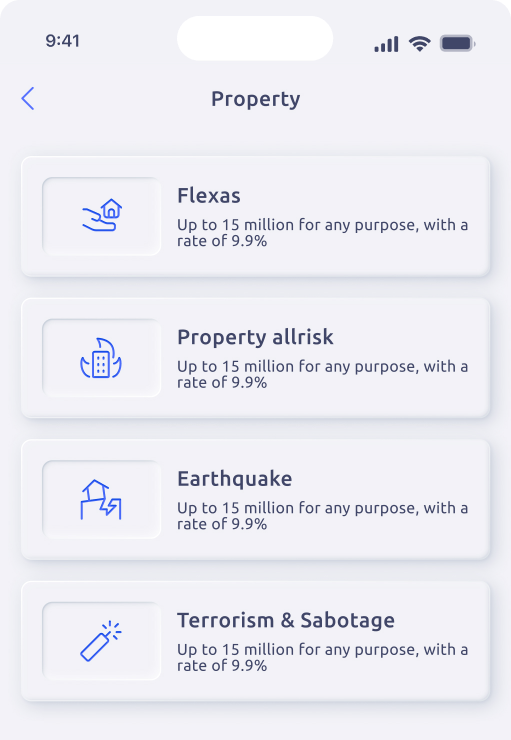 9:41
Property
Flexas
Up to 15 million for any purpose, with a
rate of 9.9%
Property allrisk
Up to 15 million for any purpose, with a
rate of 9.9%
Earthquake
Up to 15 million for any purpose, with a
rate of 9.9%
Terrorism & Sabotage
Up to 15 million for any purpose, with a
rate of 9.9%